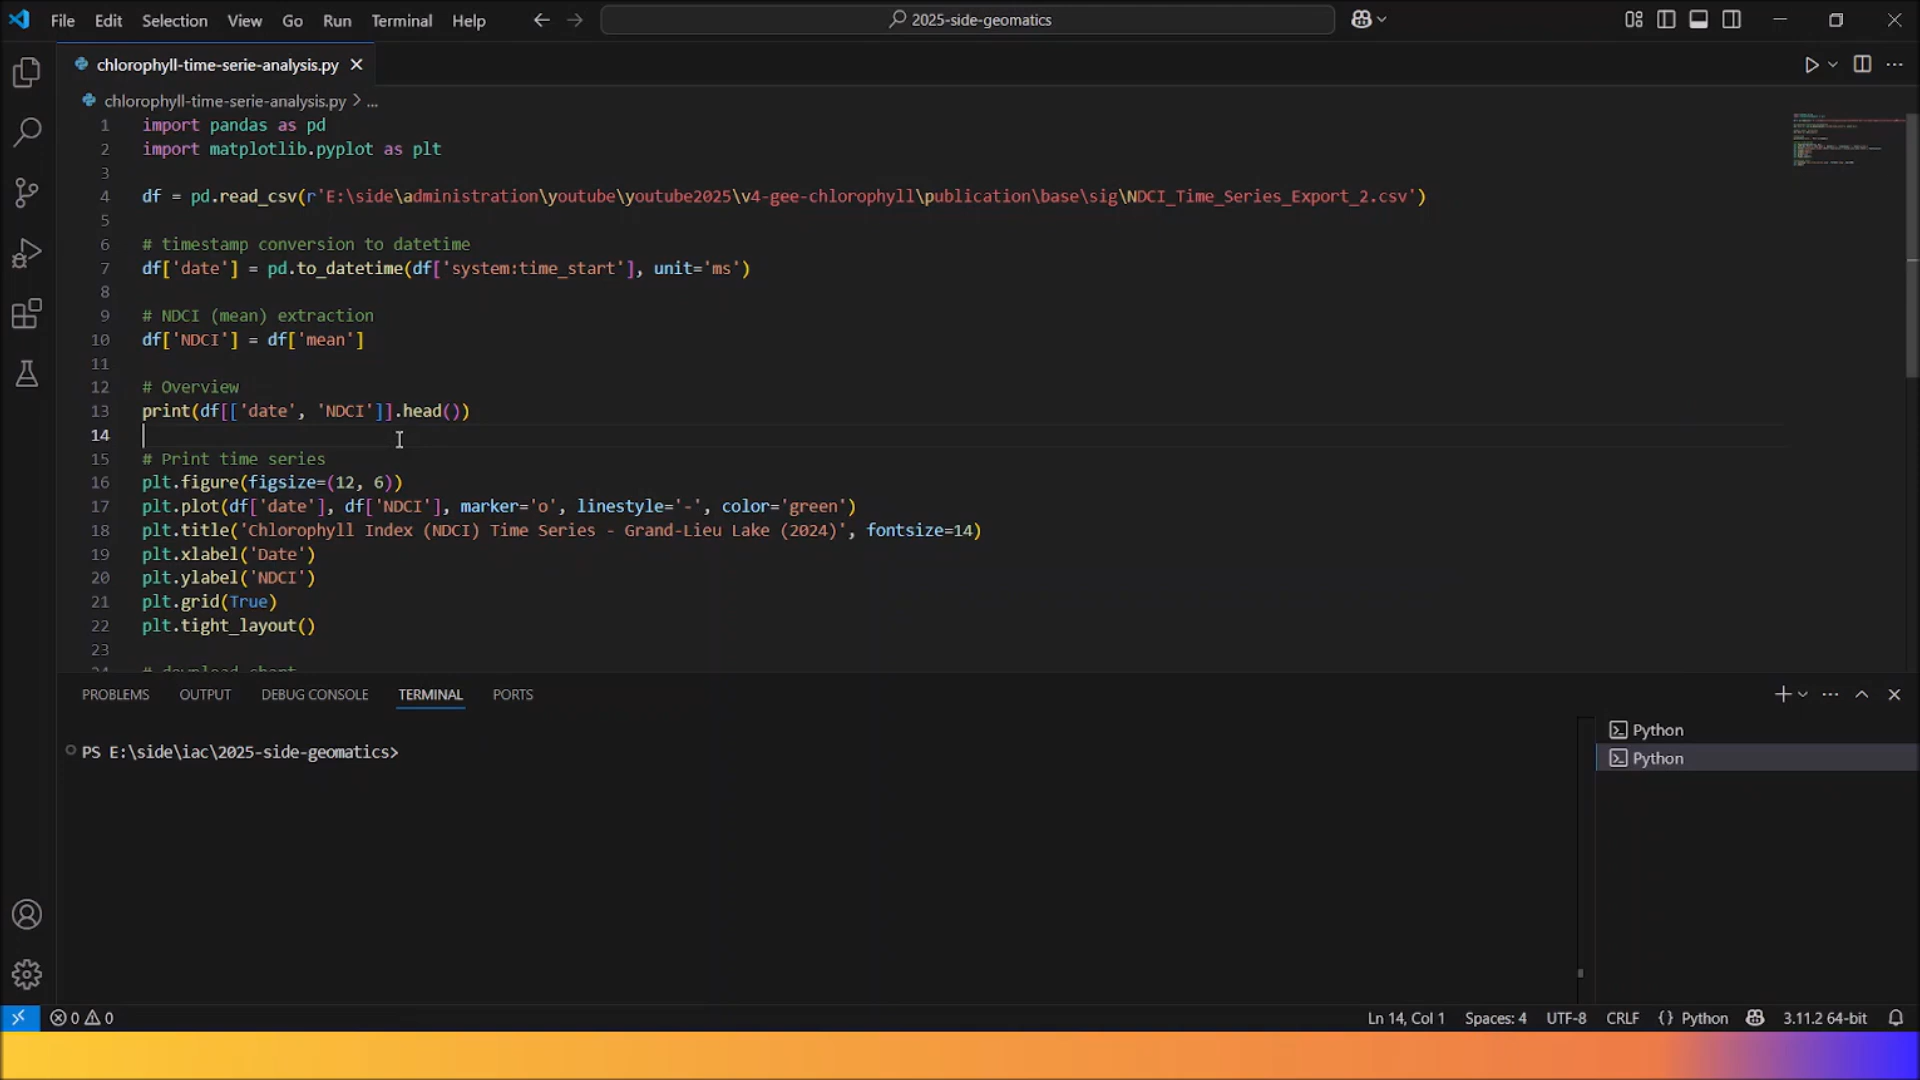 File Edit Selection View Go Run Terminal Help
2025-side-geomatics
chlorophyll-time-serie-analysis.py
chlorophyll-time-serie-analysis.py > ...
1 import pandas as pd
2 import matplotlib.pyplot as plt
3
4 df = pd.read_csv(r'E:\side\administration\youtube\youtube2025\v4-gee-chlorophyll\publication\base\sig\NDCI_Time_Series_Export_2.csv')
5
6 # timestamp conversion to datetime
7 df['date'] = pd.to_datetime(df['system:time_start'], unit='ms')
8
9 # NDCI (mean) extraction
10 df['NDCI'] = df['mean']
11
12 # Overview
13 print(df[['date', 'NDCI']].head())
14
15 # Print time series
16 plt.figure(figsize=(12, 6))
17 plt.plot(df['date'], df['NDCI'], marker='o', linestyle='-', color='green')
18 plt.title('Chlorophyll Index (NDCI) Time Series - Grand-Lieu Lake (2024)', fontsize=14)
19 plt.xlabel('Date')
20 plt.ylabel('NDCI')
21 plt.grid(True)
22 plt.tight_layout()
23
24 # download chart
PROBLEMS OUTPUT DEBUG CONSOLE TERMINAL PORTS
PS E:\side\iac\2025-side-geomatics>
Python
Python
0 0 Ln 14, Col 1 Spaces: 4 UTF-8 CRLF {} Python 3.11.2 64-bit